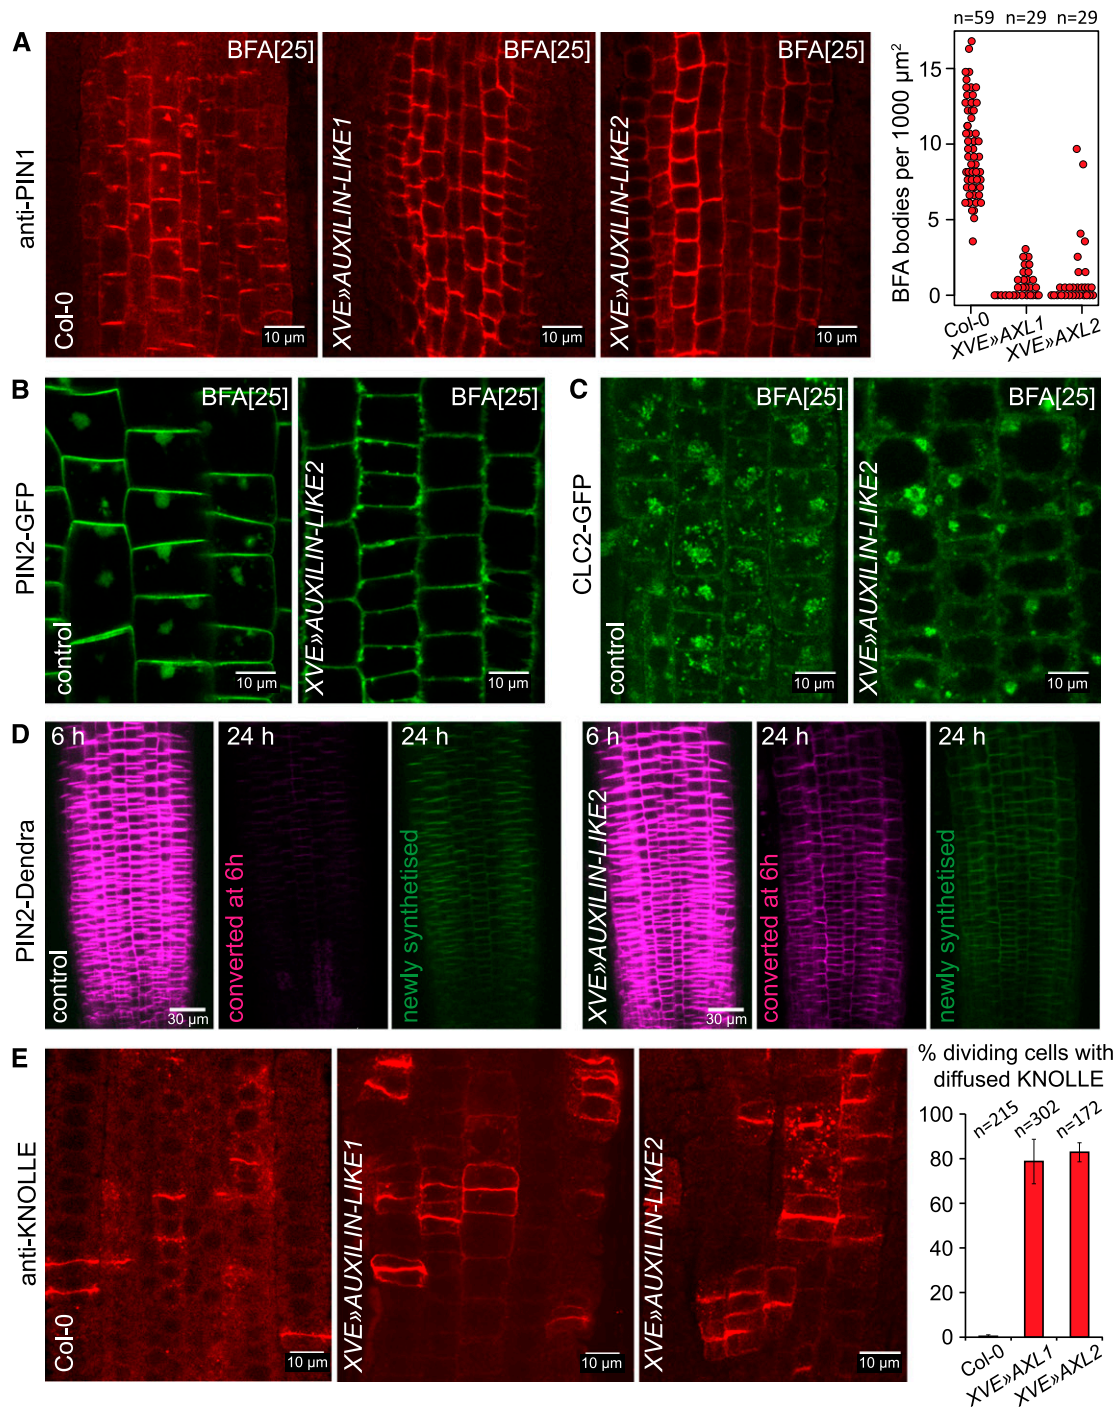 A
anti-PIN1
Col-0
BFA[25]
10 µm
XVE»AUXILIN-LIKE1
BFA[25]
10 µm
XVE»AUXILIN-LIKE2
BFA[25]
10 µm
n=59 n=29 n=29
BFA bodies per 1000 µm²
15
10
5
0
Col-0
XVE»AXL1
XVE»AXL2
B
PIN2-GFP
control
BFA[25]
10 µm
XVE»AUXILIN-LIKE2
BFA[25]
10 µm
C
CLC2-GFP
control
BFA[25]
10 µm
XVE»AUXILIN-LIKE2
BFA[25]
10 µm
D
PIN2-Dendra
6 h
control
30 µm
24 h
converted at 6h
24 h
newly synthetised
6 h
XVE»AUXILIN-LIKE2
30 µm
24 h
converted at 6h
24 h
newly synthetised
E
anti-KNOLLE
Col-0
10 µm
XVE»AUXILIN-LIKE1
10 µm
XVE»AUXILIN-LIKE2
10 µm
% dividing cells with
diffused KNOLLE
n=215
n=302
n=172
100
80
60
40
20
0
Col-0
XVE»AXL1
XVE»AXL2